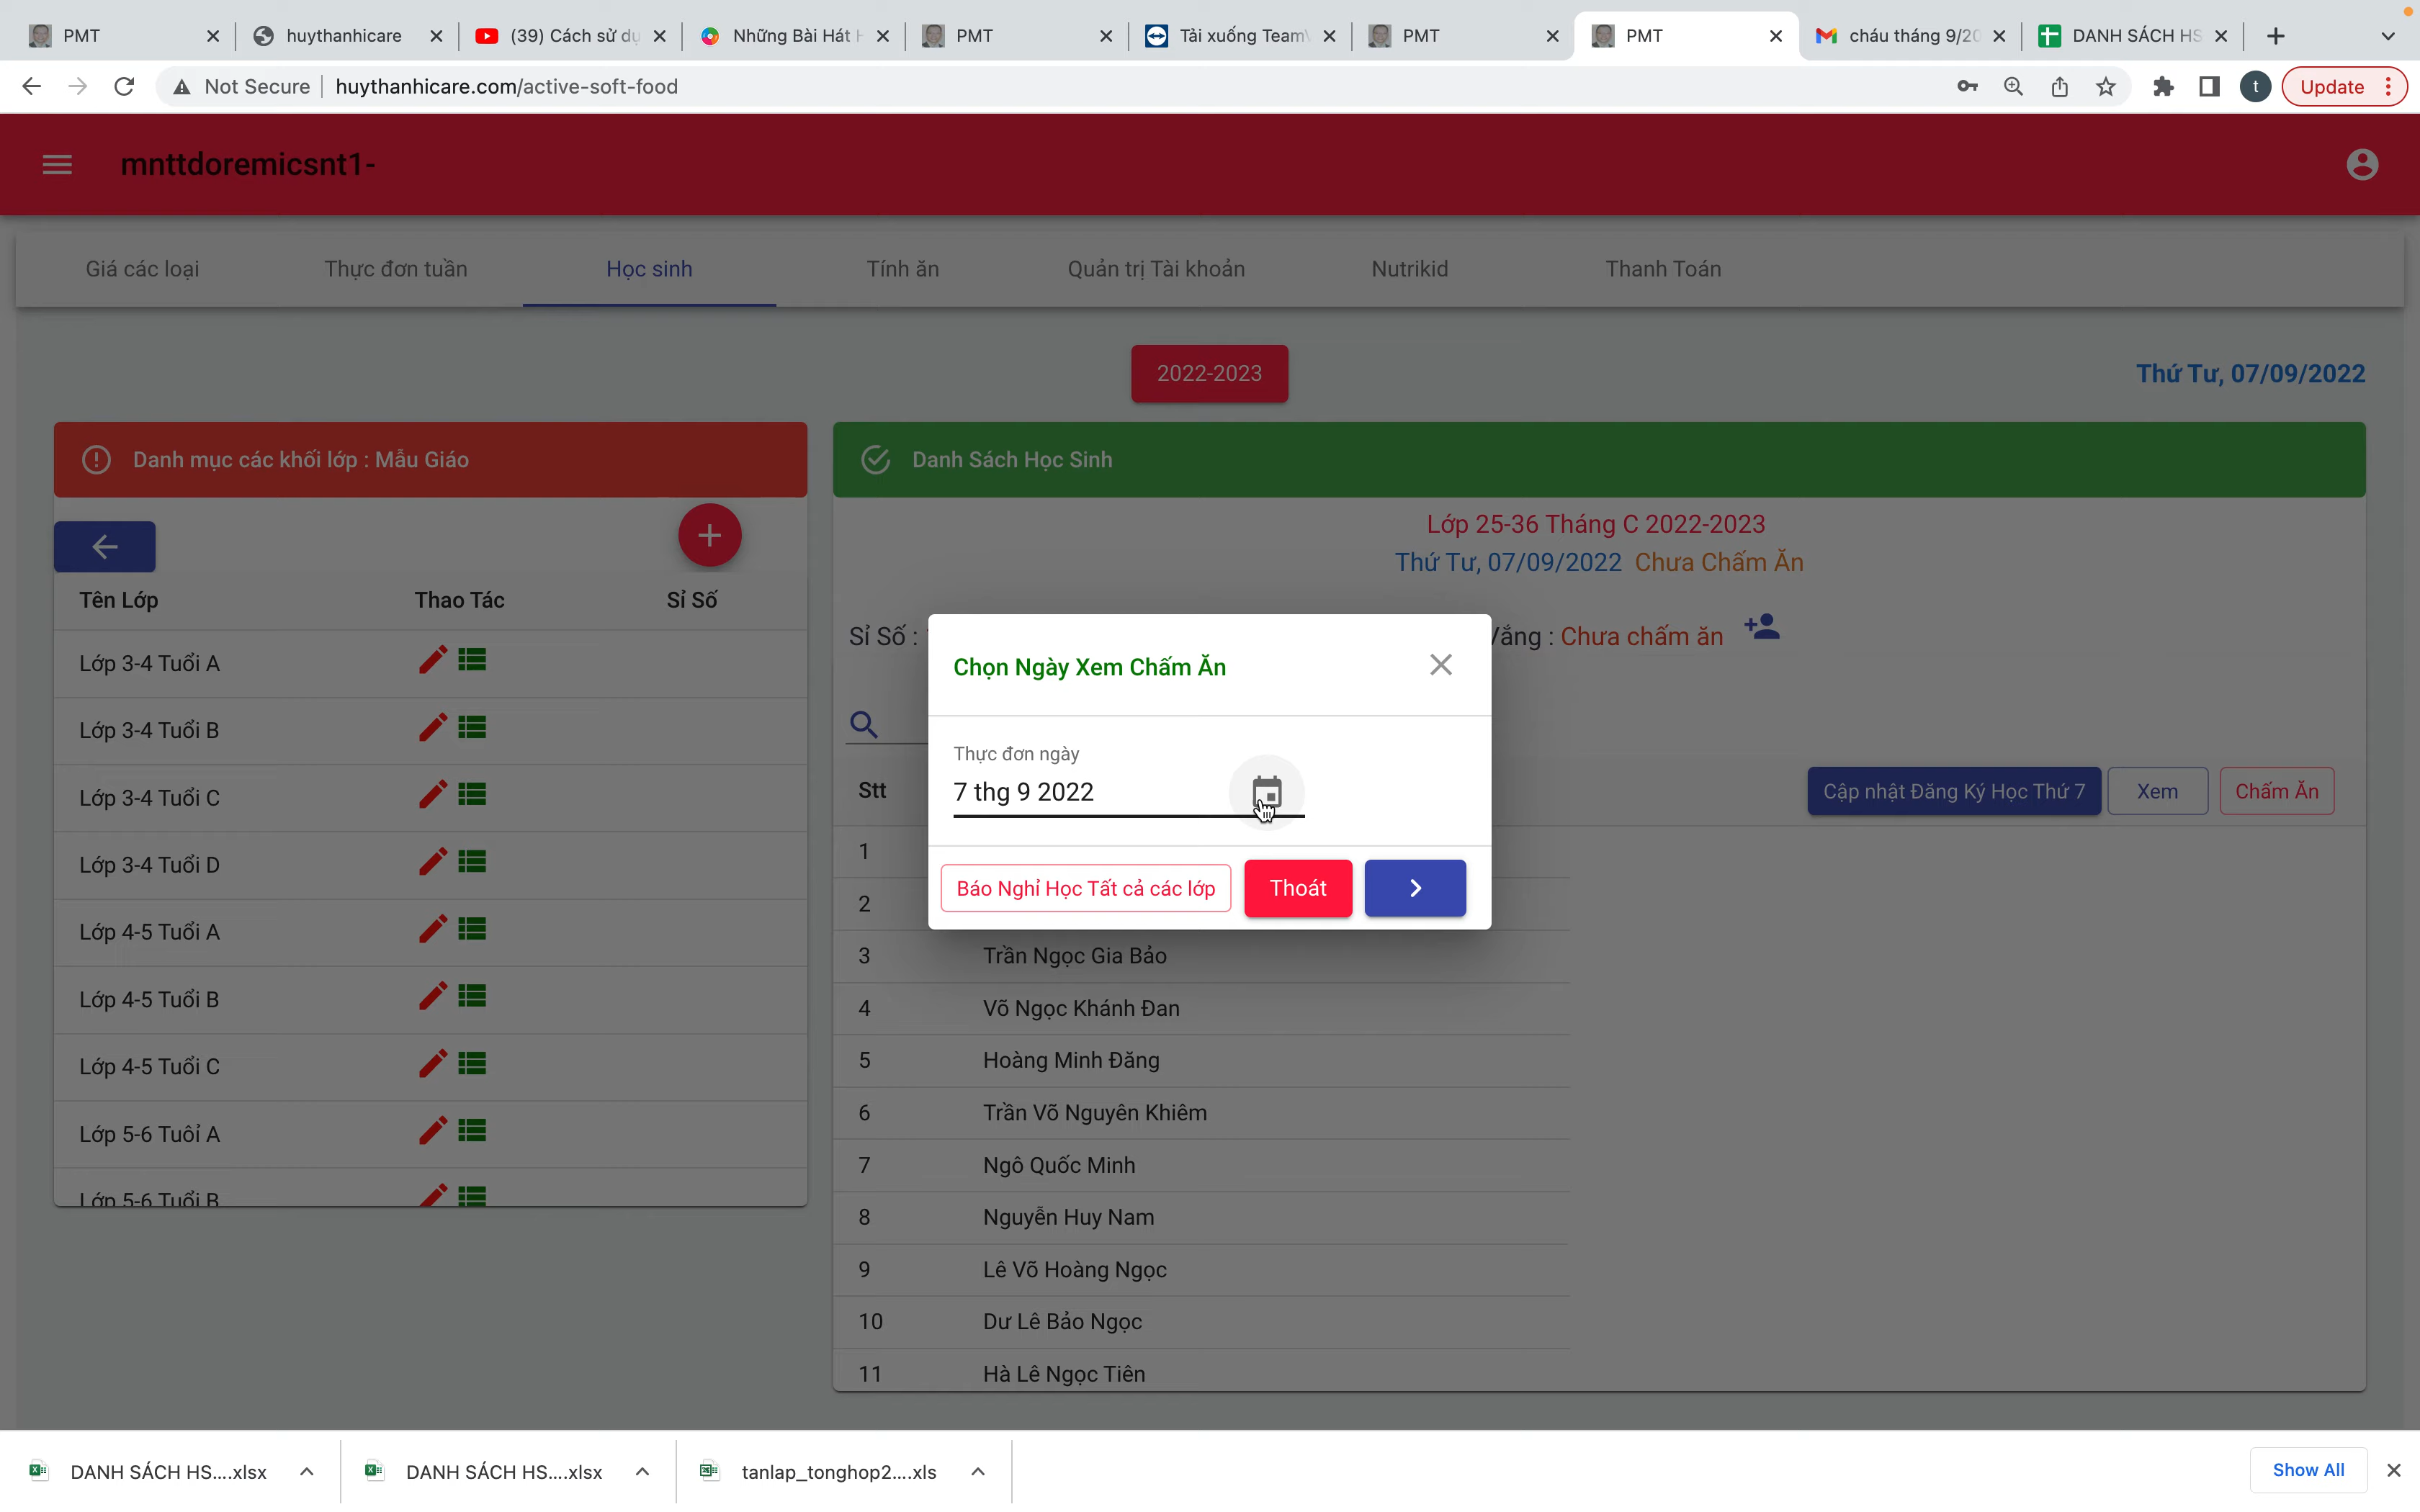 PMT
huythanhicare
(39) Cách sử dụ
Những Bài Hát H
PMT
Tải xuống TeamV
PMT
PMT
cháu tháng 9/20
DANH SÁCH HS
Not Secure
huythanhicare.com/active-soft-food
t
Update
mnttdoremicsnt1-
Giá các loại
Thực đơn tuần
Học sinh
Tính ăn
Quản trị Tài khoản
Nutrikid
Thanh Toán
2022-2023
Thứ Tư, 07/09/2022
Danh mục các khối lớp : Mẫu Giáo
Tên Lớp
Thao Tác
Sỉ Số
Lớp 3-4 Tuổi A
Lớp 3-4 Tuổi B
Lớp 3-4 Tuổi C
Lớp 3-4 Tuổi D
Lớp 4-5 Tuổi A
Lớp 4-5 Tuổi B
Lớp 4-5 Tuổi C
Lớp 5-6 Tuổi A
Lớp 5-6 Tuổi B
Danh Sách Học Sinh
Lớp 25-36 Tháng C 2022-2023
Thứ Tư, 07/09/2022 Chưa Chấm Ăn
Sỉ Số :
Vắng : Chưa chấm ăn
Stt
Cập nhật Đăng Ký Học Thứ 7
Xem
Chấm Ăn
1
2
3 Trần Ngọc Gia Bảo
4 Võ Ngọc Khánh Đan
5 Hoàng Minh Đăng
6 Trần Võ Nguyên Khiêm
7 Ngô Quốc Minh
8 Nguyễn Huy Nam
9 Lê Võ Hoàng Ngọc
10 Dư Lê Bảo Ngọc
11 Hà Lê Ngọc Tiên
Chọn Ngày Xem Chấm Ăn
Thực đơn ngày
7 thg 9 2022
Báo Nghỉ Học Tất cả các lớp
Thoát
DANH SÁCH HS....xlsx
DANH SÁCH HS....xlsx
tanlap_tonghop2....xls
Show All